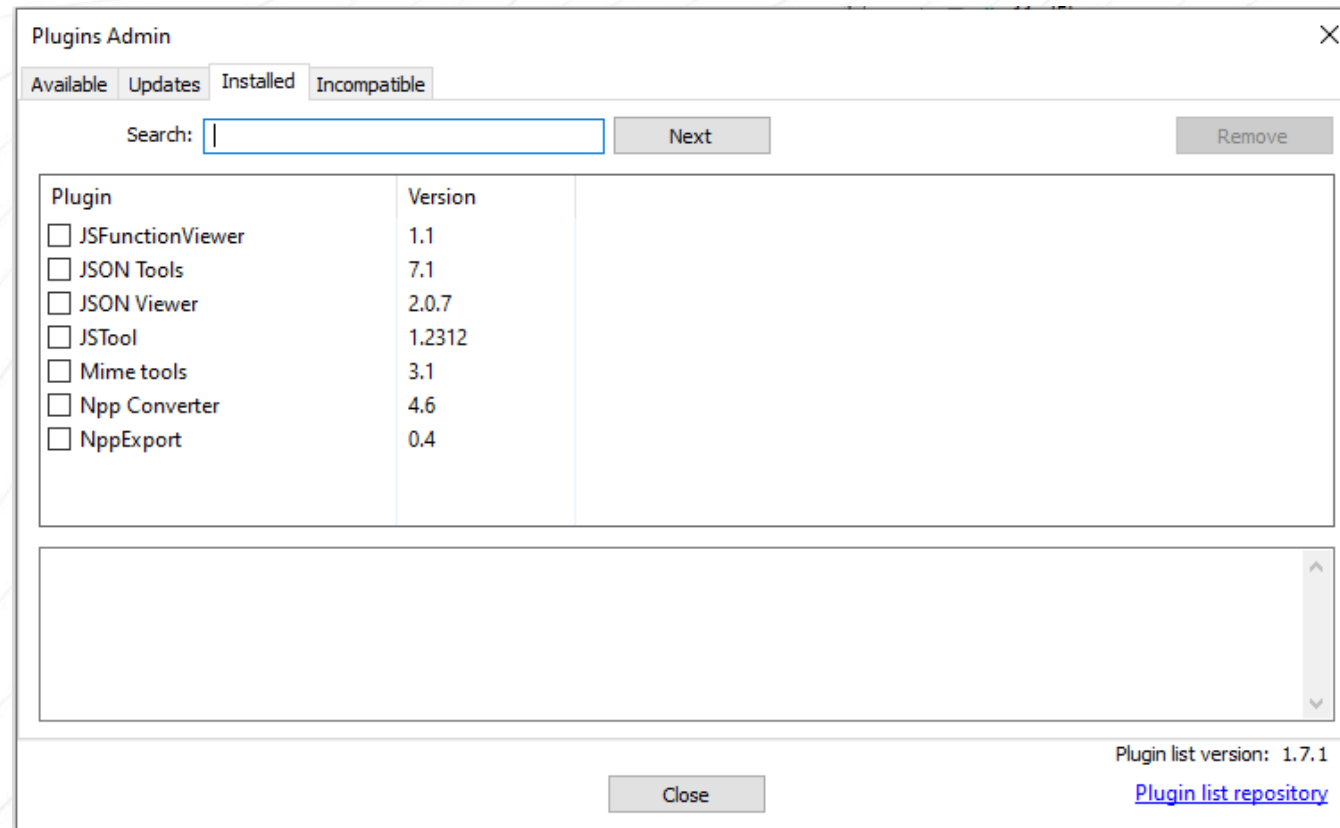 Plugins Admin
Available Updates Installed Incompatible
Search: Next Remove
Plugin Version
JSFunctionViewer 1.1
JSON Tools 7.1
JSON Viewer 2.0.7
JSTool 1.2312
Mime tools 3.1
Npp Converter 4.6
NppExport 0.4
Plugin list version: 1.7.1
Close Plugin list repository